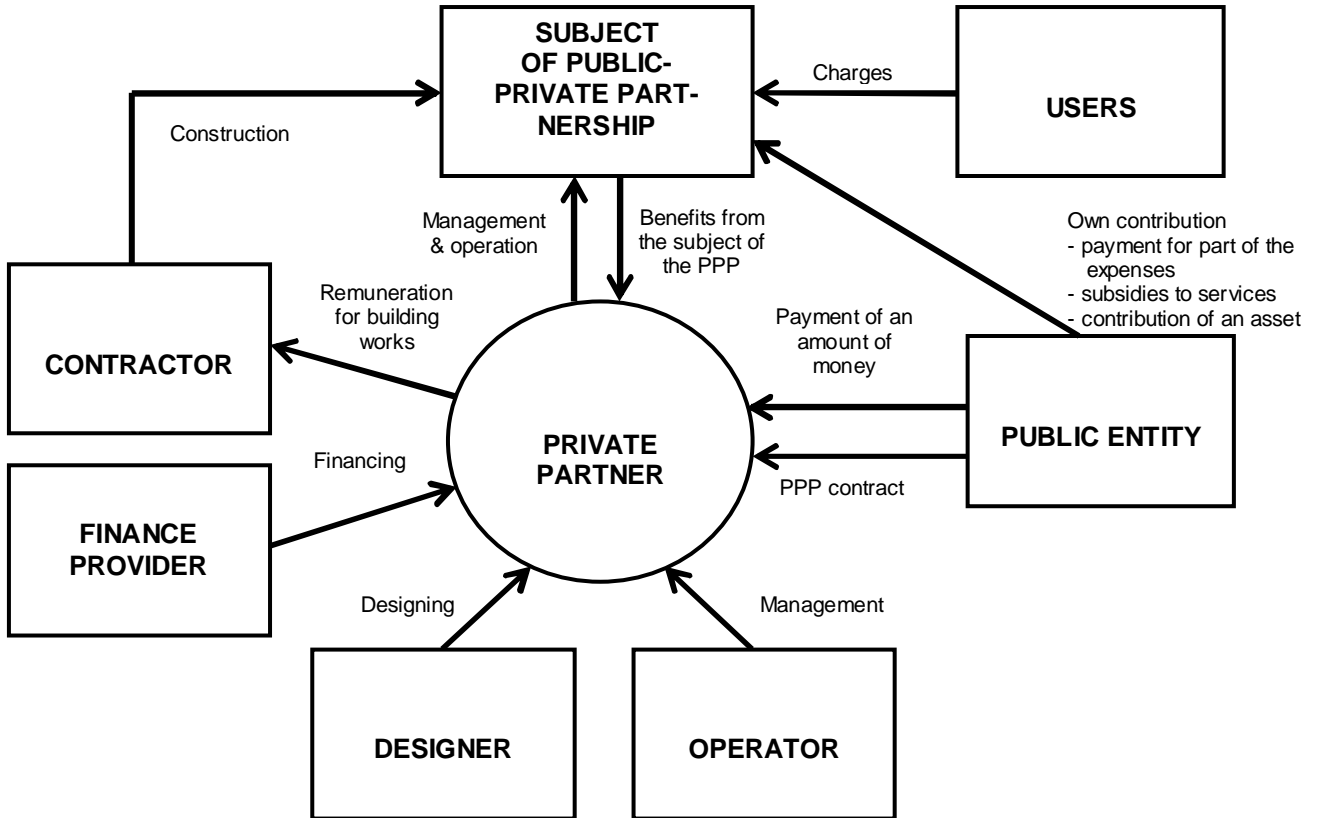 SUBJECT
OF PUBLIC-
PRIVATE PART-
NERSHIP
Charges
USERS
Construction
Management
& operation
Benefits from
the subject of
the PPP
Own contribution
- payment for part of the
expenses
- subsidies to services
- contribution of an asset
Remuneration
for building
works
Payment of an
amount of
money
CONTRACTOR
PRIVATE
PARTNER
PUBLIC ENTITY
Financing
PPP contract
FINANCE
PROVIDER
Designing
Management
DESIGNER
OPERATOR